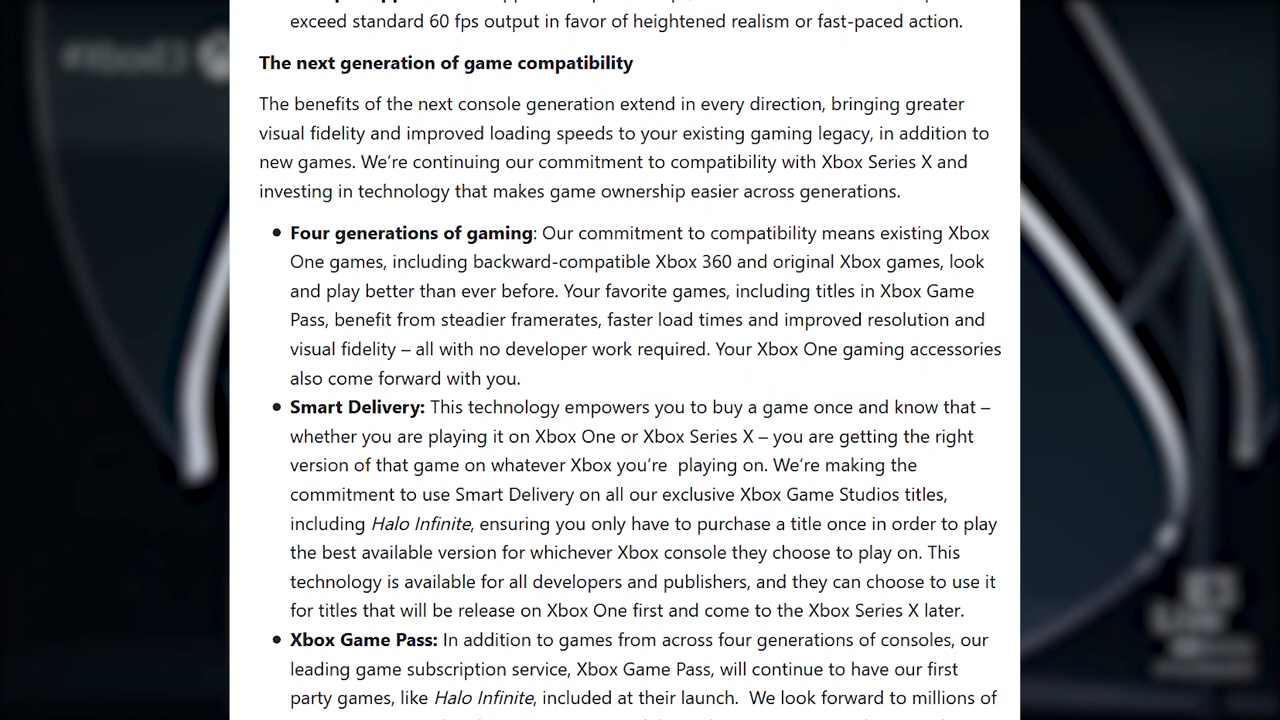 exceed standard 60 fps output in favor of heightened realism or fast-paced action.
The next generation of game compatibility
The benefits of the next console generation extend in every direction, bringing greater
visual fidelity and improved loading speeds to your existing gaming legacy, in addition to
new games. We’re continuing our commitment to compatibility with Xbox Series X and
investing in technology that makes game ownership easier across generations.
• Four generations of gaming: Our commitment to compatibility means existing Xbox
One games, including backward-compatible Xbox 360 and original Xbox games, look
and play better than ever before. Your favorite games, including titles in Xbox Game
Pass, benefit from steadier framerates, faster load times and improved resolution and
visual fidelity – all with no developer work required. Your Xbox One gaming accessories
also come forward with you.
• Smart Delivery: This technology empowers you to buy a game once and know that –
whether you are playing it on Xbox One or Xbox Series X – you are getting the right
version of that game on whatever Xbox you’re  playing on. We’re making the
commitment to use Smart Delivery on all our exclusive Xbox Game Studios titles,
including Halo Infinite, ensuring you only have to purchase a title once in order to play
the best available version for whichever Xbox console they choose to play on. This
technology is available for all developers and publishers, and they can choose to use it
for titles that will be release on Xbox One first and come to the Xbox Series X later.
• Xbox Game Pass: In addition to games from across four generations of consoles, our
leading game subscription service, Xbox Game Pass, will continue to have our first
party games, like Halo Infinite, included at their launch.  We look forward to millions of